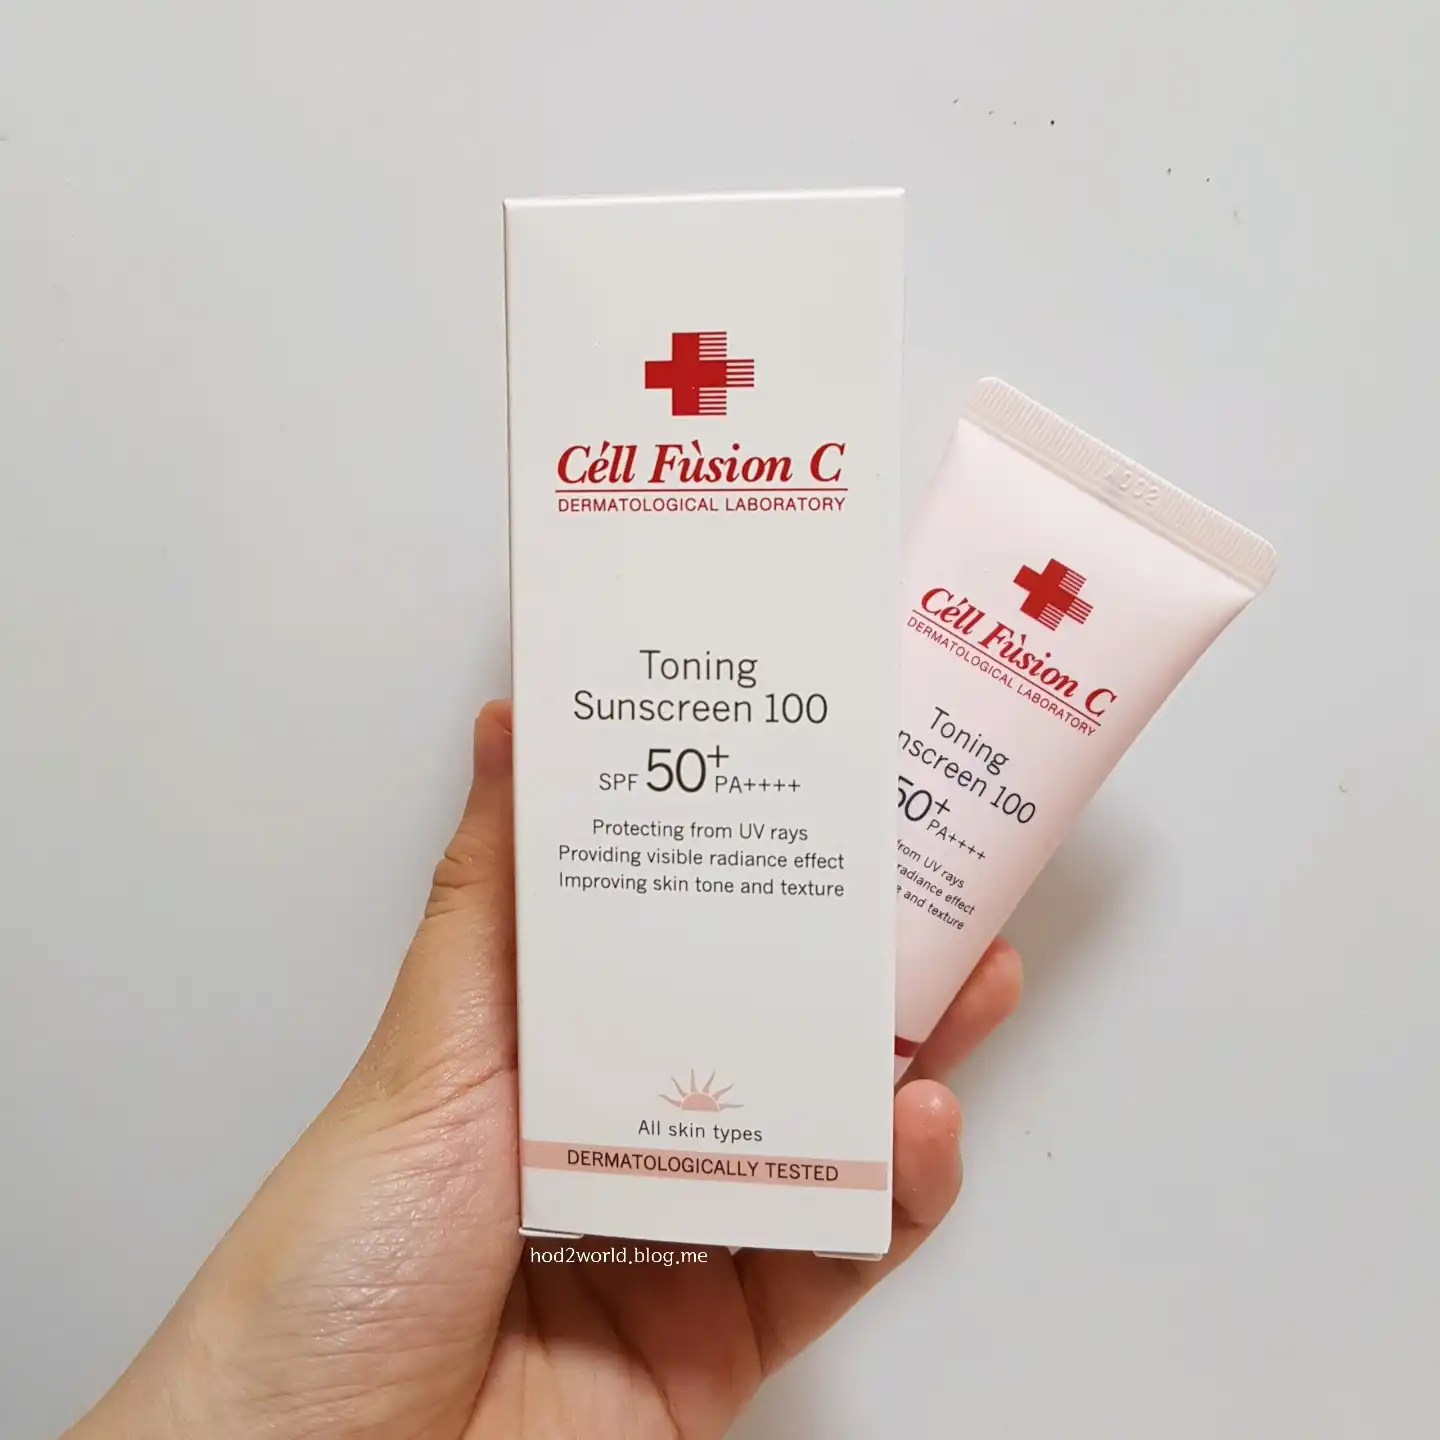 Céll Fùsion C
DERMATOLOGICAL LABORATORY
Toning
Sunscreen 100
SPF 50+ PA++++
Protecting from UV rays
Providing visible radiance effect
Improving skin tone and texture
All skin types
DERMATOLOGICALLY TESTED
hod2world.blog.me
Céll Fùsion C
DERMATOLOGICAL LABORATORY
Toning
nscreen 100
50+ PA++++
from UV rays
radiance effect
e and texture